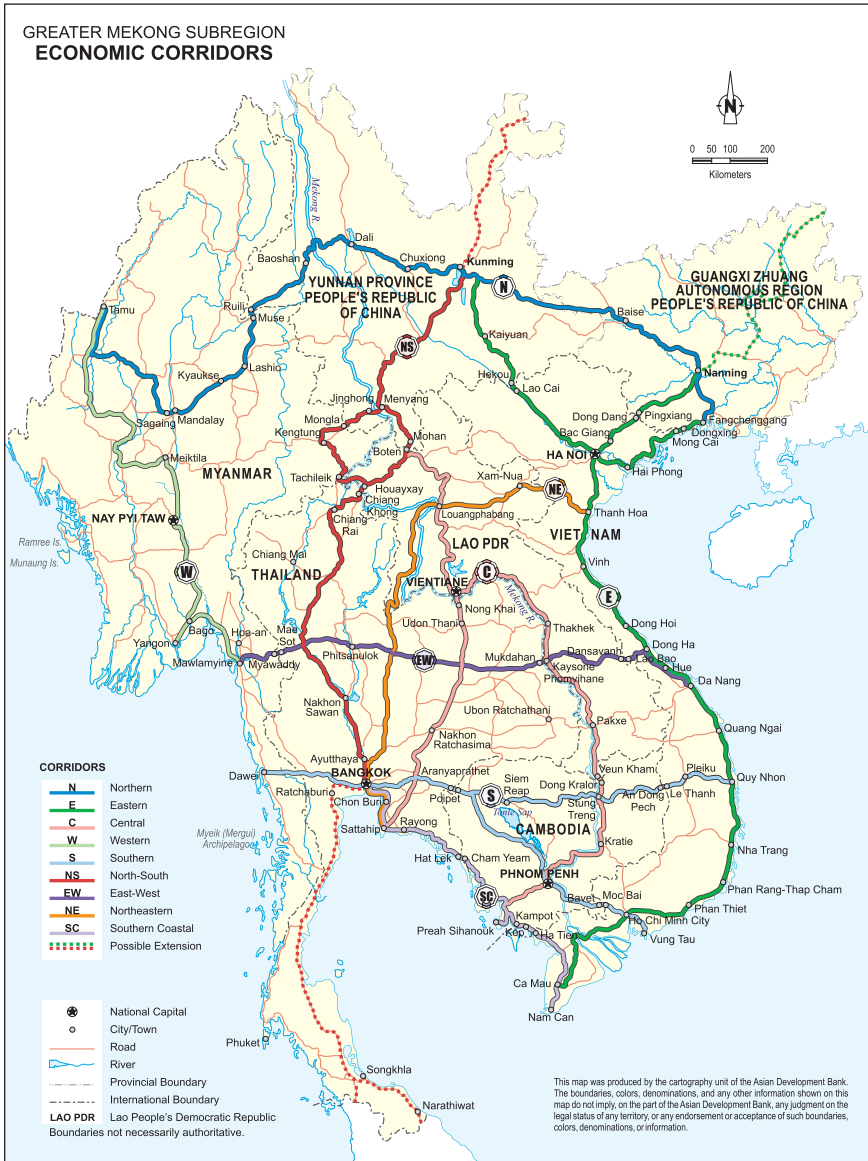 GREATER MEKONG SUBREGION
ECONOMIC CORRIDORS
N
0 50 100 200
Kilometers
Mekong R.
Dali
Baoshan
Chuxiong
Kunming
YUNNAN PROVINCE
PEOPLE'S REPUBLIC
OF CHINA
N
GUANGXI ZHUANG
AUTONOMOUS REGION
PEOPLE'S REPUBLIC OF CHINA
Tamu
Ruili
Muse
Baise
Kaiyuan
NS
Nanning
Lashio
Kyaukse
Hekou
Lao Cai
Jinghong
Menyang
Sagaing
Mandalay
Mongla
Kengtung
Mohan
Boten
Dong Dang
Pingxiang
Bac Giang
Fangchenggang
Dongxing
Mong Cai
HA NOI
Hai Phong
Meiktila
MYANMAR
Tachileik
Houayxay
Chiang
Khong
Chiang
Rai
Xam-Nua
NE
Thanh Hoa
Louangphabang
NAY PYI TAW
LAO PDR
VIET NAM
Ramree Is.
Munaung Is.
Chiang Mai
THAILAND
W
VIENTIANE
C
Mekong R.
Vinh
E
Nong Khai
Udon Thani
Thakhek
Dong Hoi
Yangon
Bago
Hpa-an
Mae
Sot
Mawlamyine
Myawaddy
Phitsanulok
EW
Mukdahan
Dansavanh
Dong Ha
Lao Bao
Hue
Kaysone
Phomvihane
Da Nang
Nakhon
Sawan
Ubon Ratchathani
Pakxe
Quang Ngai
Nakhon
Ratchasima
Ayutthaya
BANGKOK
Dawei
Ratchaburi
Chon Buri
Aranyaprathet
Poipet
S
Siem
Reap
Veun Kham
Dong Kralor
Stung
Treng
Pleiku
An Dong
Pech
Le Thanh
Quy Nhon
Sattahip
Rayong
Tonle Sap
CAMBODIA
Kratie
Nha Trang
Myeik (Mergui)
Archipelago
Hat Lek
Cham Yeam
PHNOM PENH
SC
Bavet
Moc Bai
Phan Rang-Thap Cham
Phan Thiet
Ho Chi Minh City
Vung Tau
Preah Sihanouk
Kampot
Kep
Ha Tien
Ca Mau
Nam Can
Phuket
Songkhla
Narathiwat
CORRIDORS
N Northern
E Eastern
C Central
W Western
S Southern
NS North-South
EW East-West
NE Northeastern
SC Southern Coastal
Possible Extension
National Capital
City/Town
Road
River
Provincial Boundary
International Boundary
LAO PDR Lao People's Democratic Republic
Boundaries not necessarily authoritative.
This map was produced by the cartography unit of the Asian Development Bank.
The boundaries, colors, denominations, and any other information shown on this
map do not imply, on the part of the Asian Development Bank, any judgment on the
legal status of any territory, or any endorsement or acceptance of such boundaries,
colors, denominations, or information.